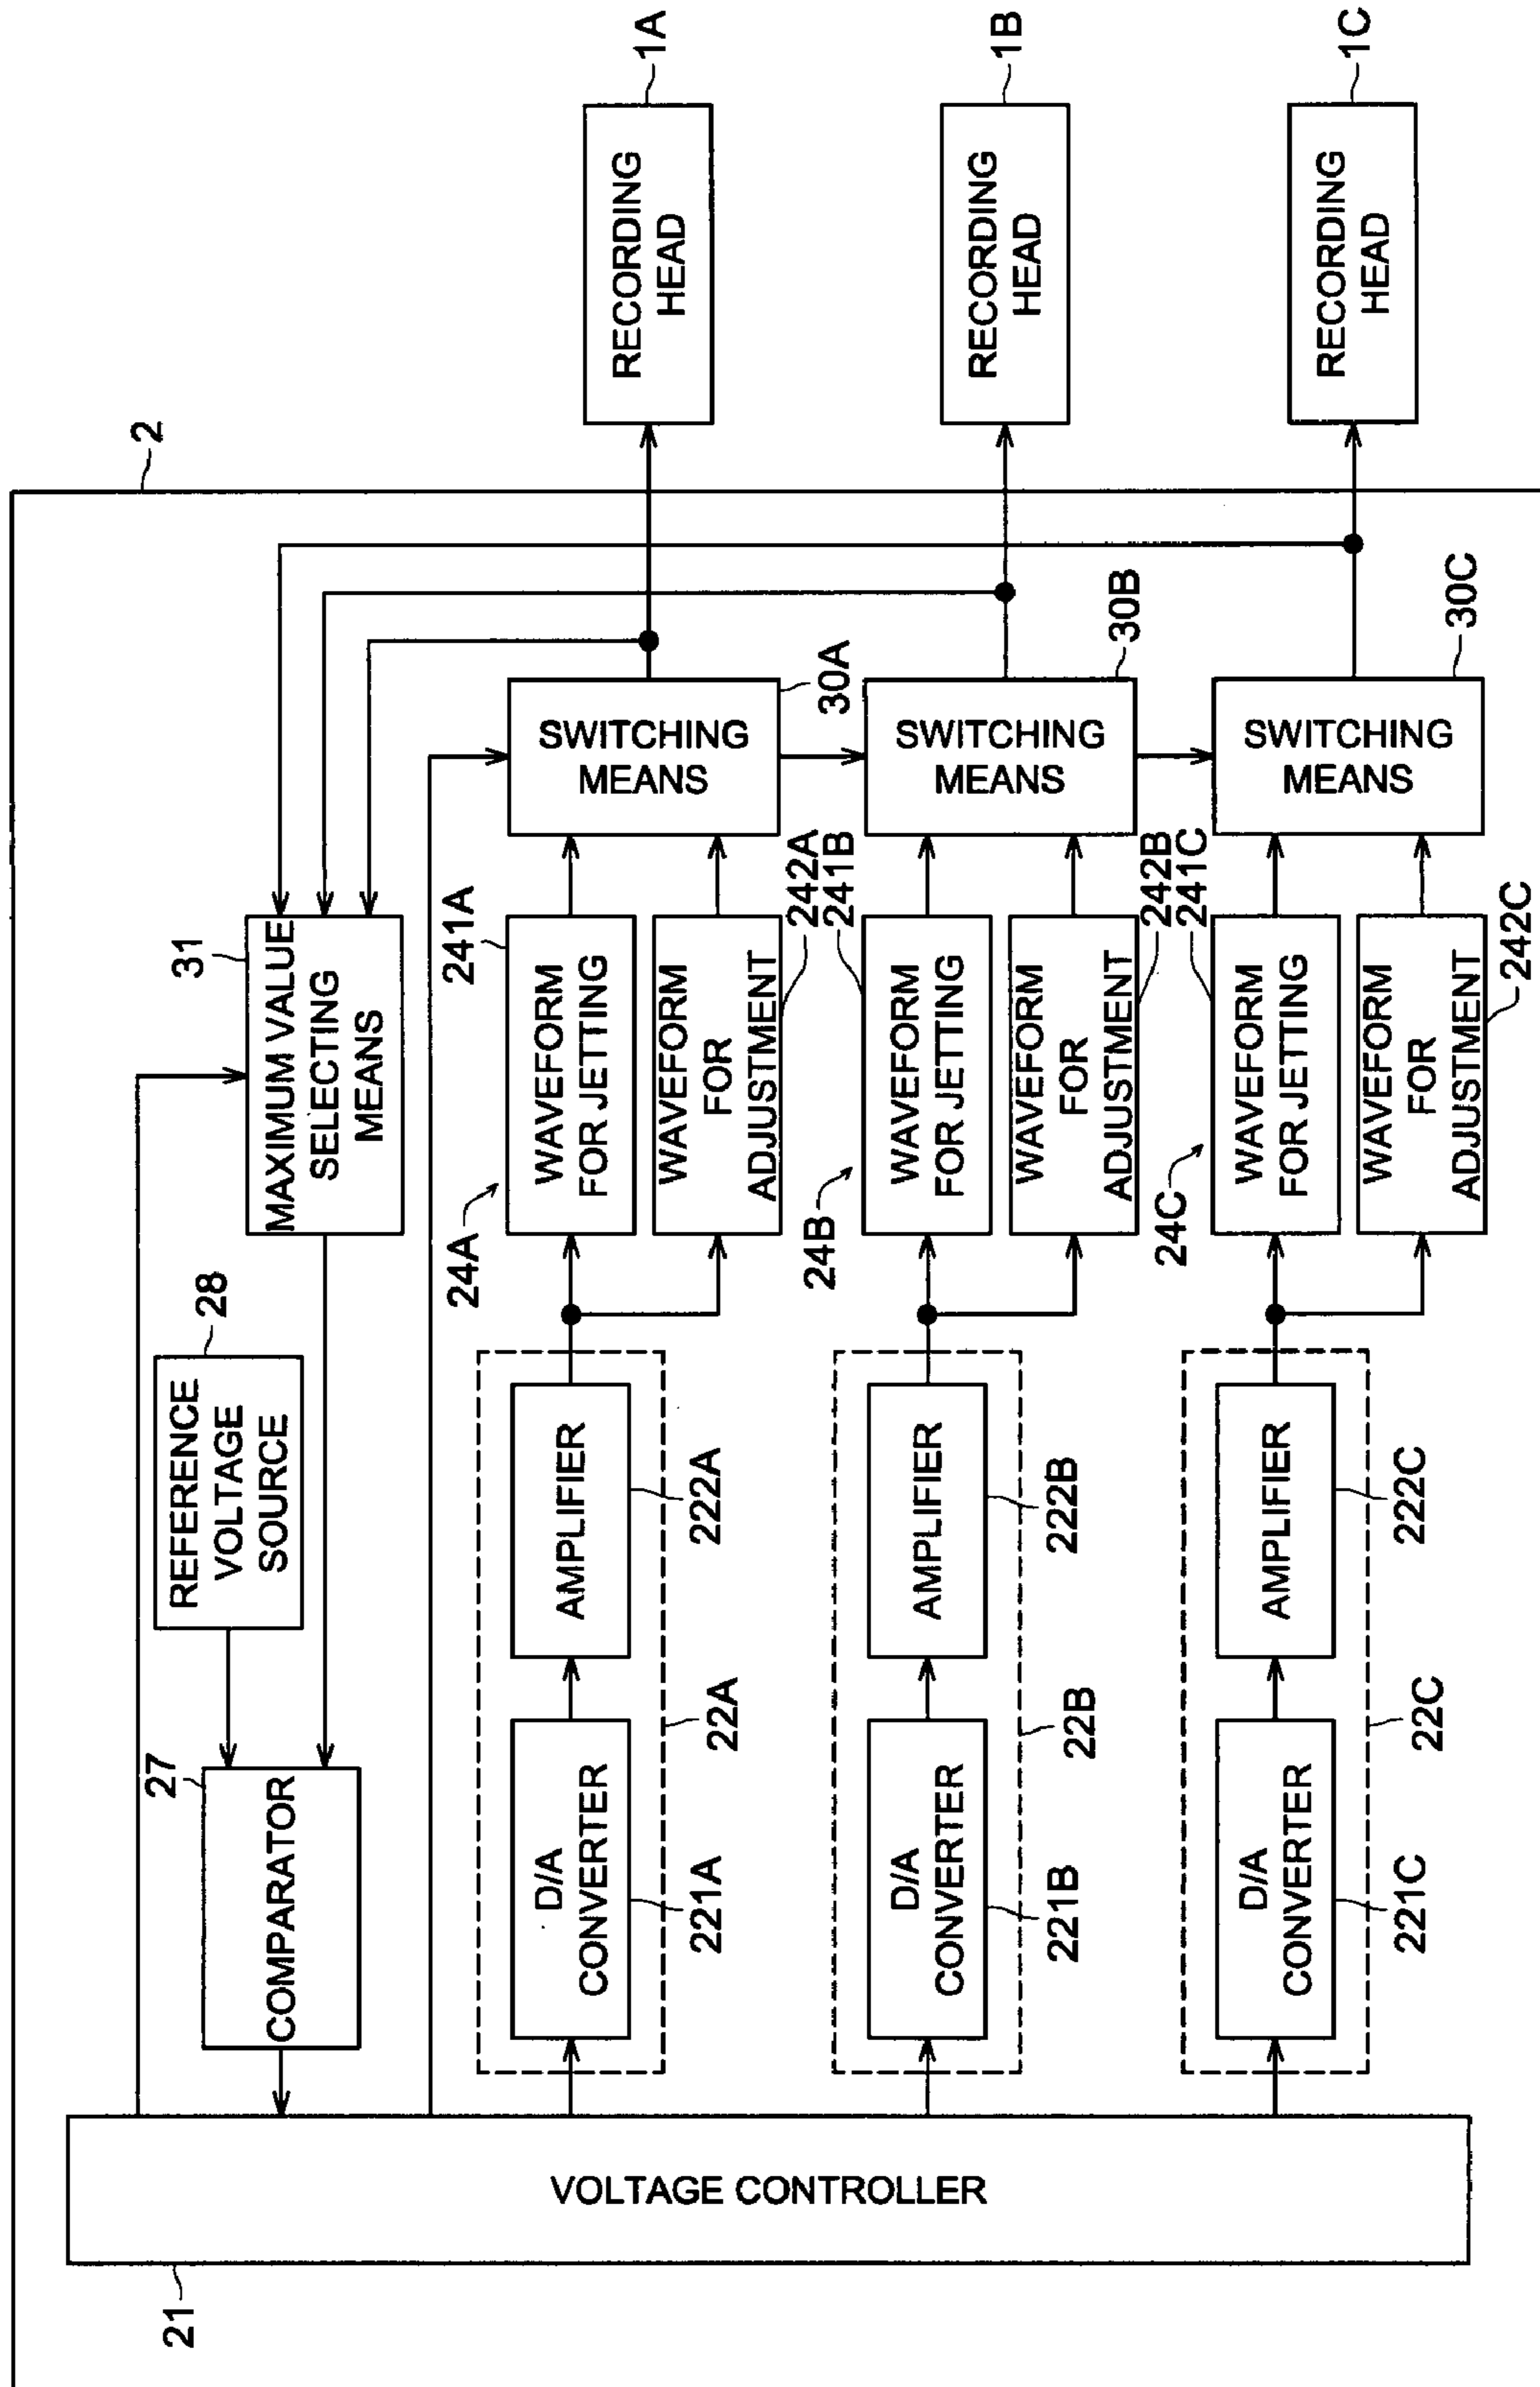 2
21
VOLTAGE CONTROLLER
27
COMPARATOR
28
REFERENCE
VOLTAGE
SOURCE
31
MAXIMUM VALUE
SELECTING
MEANS
D/A
CONVERTER
221A
AMPLIFIER
222A
22A
24A
WAVEFORM
FOR JETTING
241A
WAVEFORM
FOR
ADJUSTMENT
242A
SWITCHING
MEANS
30A
RECORDING
HEAD
1A
D/A
CONVERTER
221B
AMPLIFIER
222B
22B
24B
WAVEFORM
FOR JETTING
241B
WAVEFORM
FOR
ADJUSTMENT
242B
SWITCHING
MEANS
30B
RECORDING
HEAD
1B
D/A
CONVERTER
221C
AMPLIFIER
222C
22C
24C
WAVEFORM
FOR JETTING
241C
WAVEFORM
FOR
ADJUSTMENT
242C
SWITCHING
MEANS
30C
RECORDING
HEAD
1C